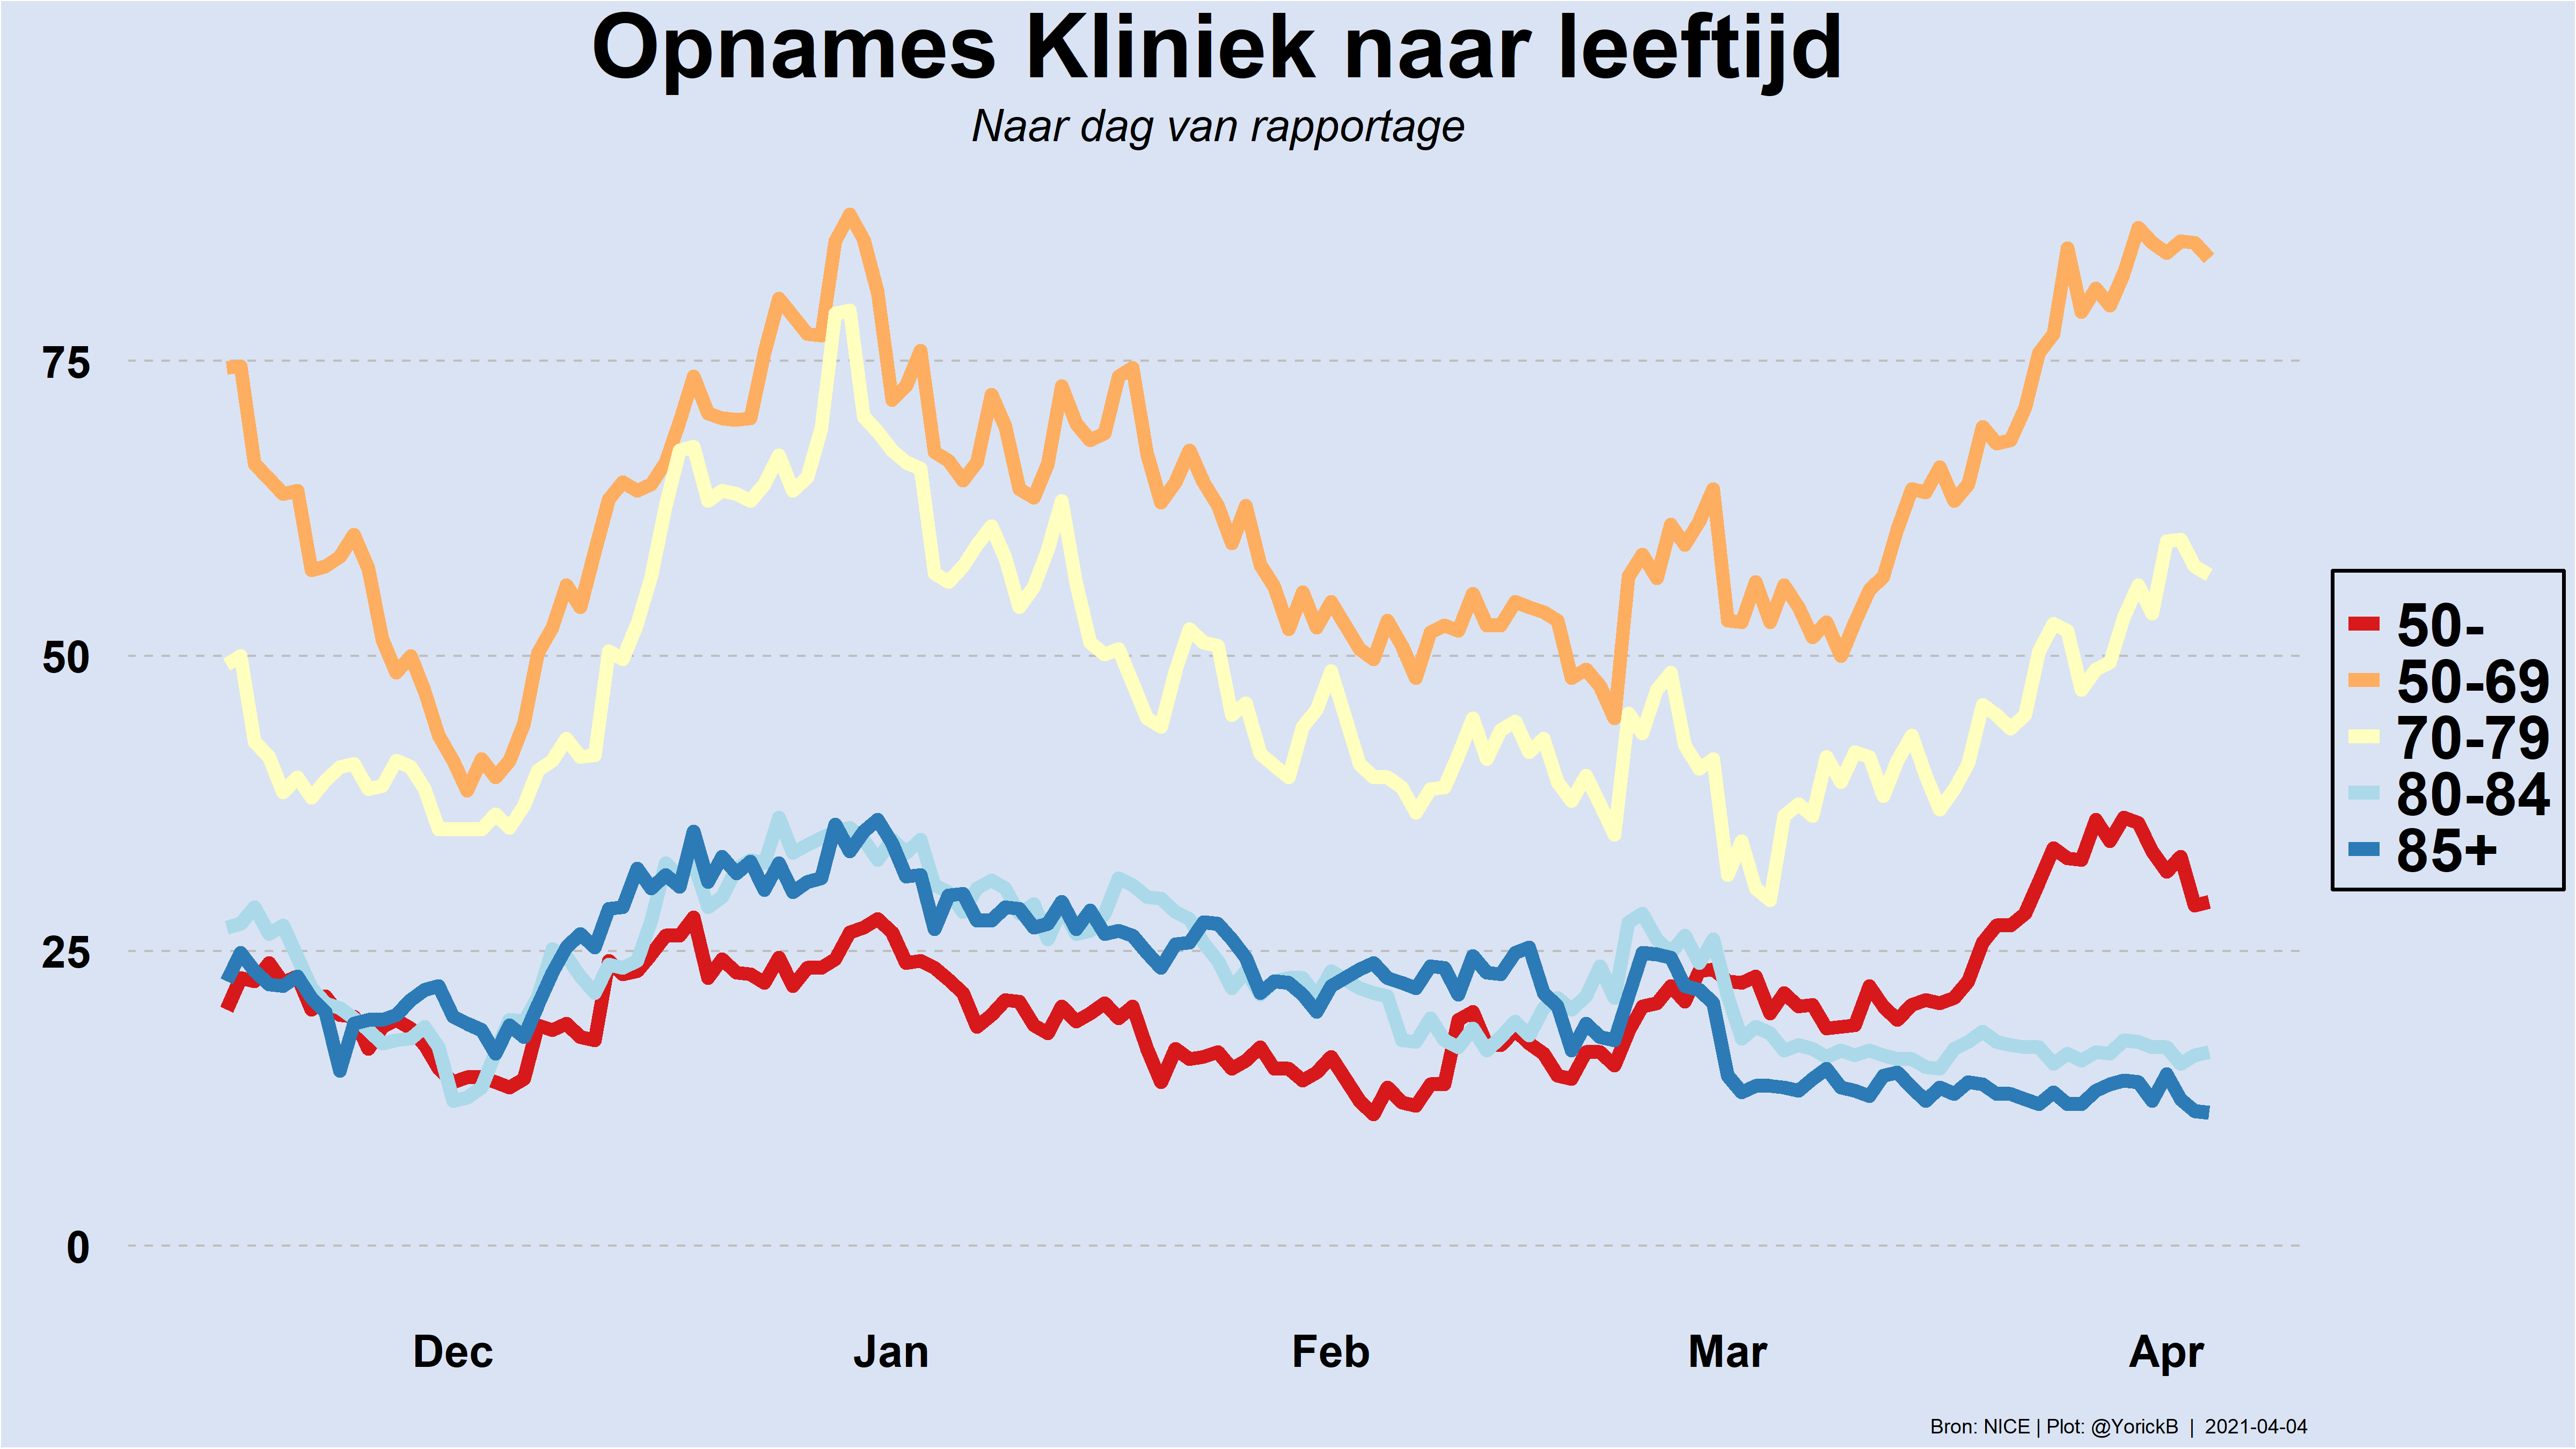 Opnames Kliniek naar leeftijd
Naar dag van rapportage
75
50
25
0
Dec Jan Feb Mar Apr
50-
50-69
70-79
80-84
85+
Bron: NICE | Plot: @YorickB | 2021-04-04